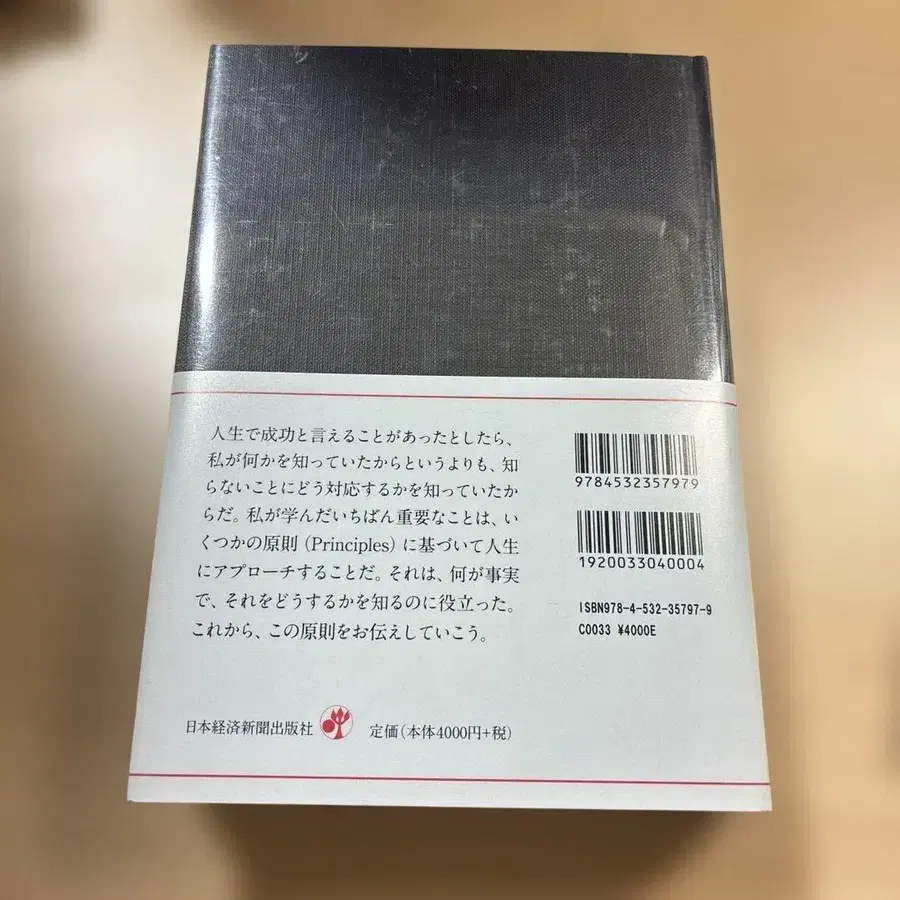 人生で成功と言えることがあったとしたら、
私が何かを知っていたからというよりも、知
らないことにどう対応するかを知っていたか
らだ。私が学んだいちばん重要なことは、い
くつかの原則(Principles)に基づいて人生
にアプローチすることだ。それは、何が事実
で、それをどうするかを知るのに役立った。
これから、この原則をお伝えしていこう。
9784532357979
1920033040004
ISBN978-4-532-35797-9
C0033 ¥4000E
日本経済新聞出版社
定価(本体4000円+税)